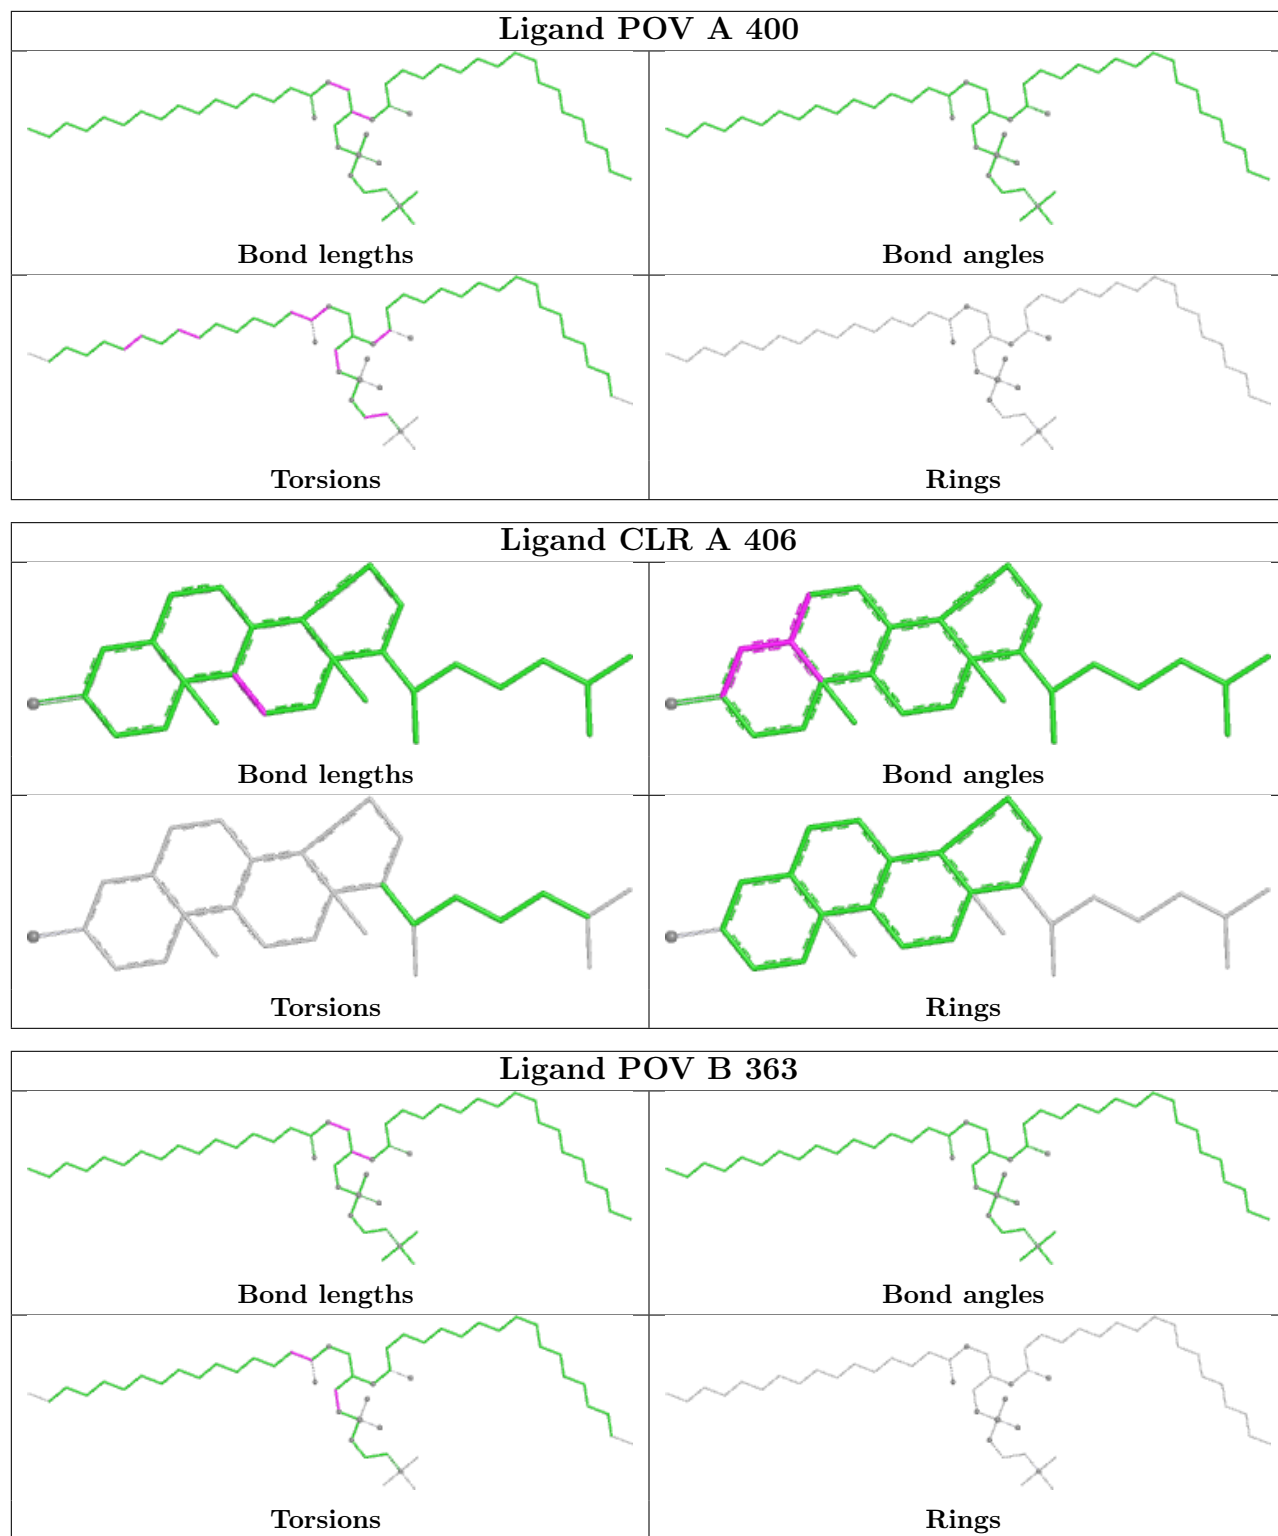 Ligand POV A 400
Bond lengths
Bond angles
Torsions
Rings
Ligand CLR A 406
Bond lengths
Bond angles
Torsions
Rings
Ligand POV B 363
Bond lengths
Bond angles
Torsions
Rings